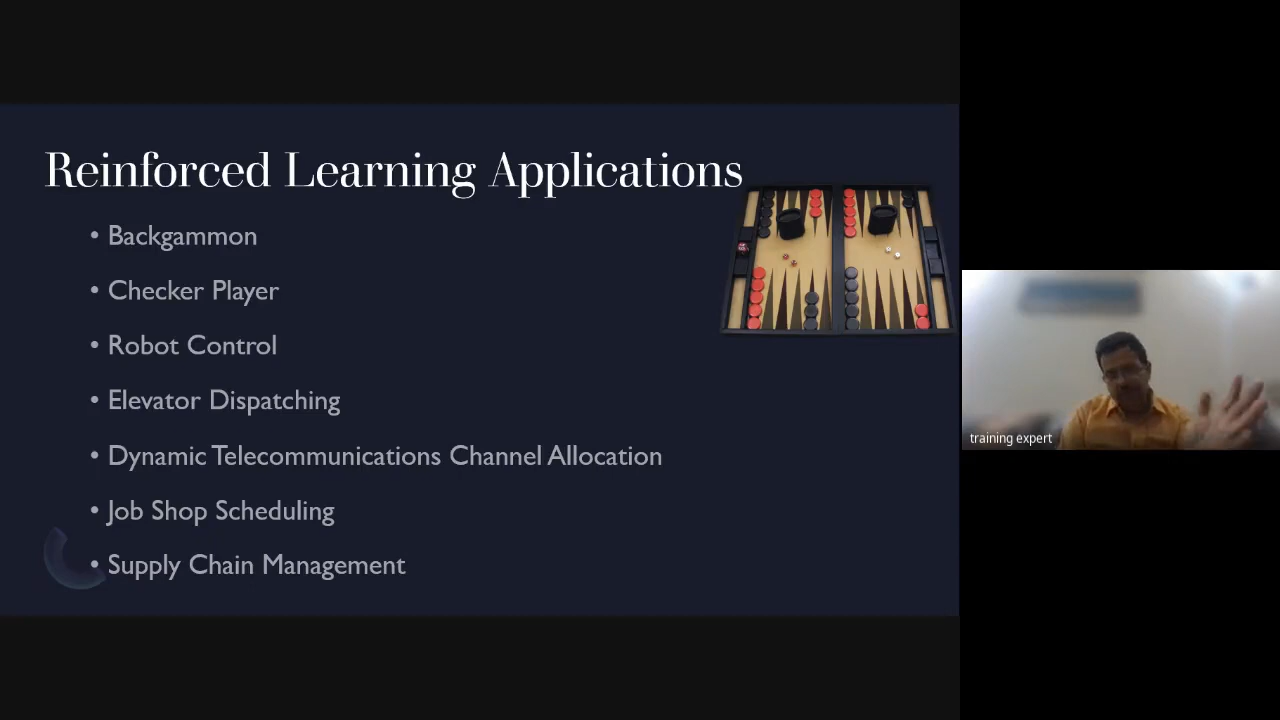 Reinforced Learning Applications
• Backgammon
• Checker Player
• Robot Control
• Elevator Dispatching
• Dynamic Telecommunications Channel Allocation
• Job Shop Scheduling
• Supply Chain Management
training expert